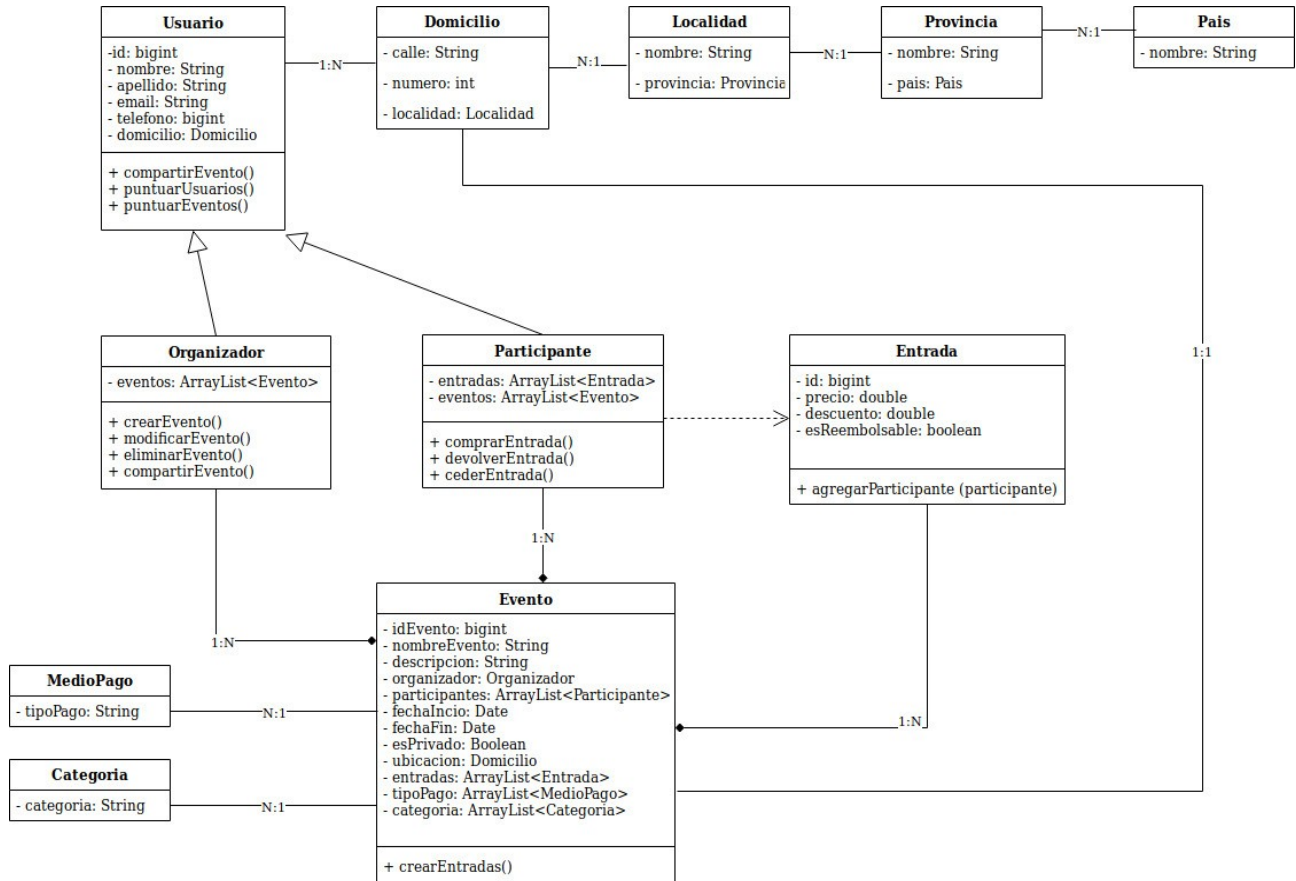 Usuario
-id: bigint
- nombre: String
- apellido: String
- email: String
- telefono: bigint
- domicilio: Domicilio
+ compartirEvento()
+ puntuarUsuarios()
+ puntuarEventos()
1:N
Domicilio
- calle: String
- numero: int
- localidad: Localidad
N:1
Localidad
- nombre: String
- provincia: Provincia
N:1
Provincia
- nombre: Sring
- pais: Pais
N:1
Pais
- nombre: String
Organizador
- eventos: ArrayList<Evento>
+ crearEvento()
+ modificarEvento()
+ eliminarEvento()
+ compartirEvento()
Participante
- entradas: ArrayList<Entrada>
- eventos: ArrayList<Evento>
+ comprarEntrada()
+ devolverEntrada()
+ cederEntrada()
Entrada
- id: bigint
- precio: double
- descuento: double
- esReembolsable: boolean
+ agregarParticipante (participante)
1:1
1:N
1:N
1:N
MedioPago
- tipoPago: String
N:1
Categoria
- categoria: String
N:1
Evento
- idEvento: bigint
- nombreEvento: String
- descripcion: String
- organizador: Organizador
- participantes: ArrayList<Participante>
- fechaIncio: Date
- fechaFin: Date
- esPrivado: Boolean
- ubicacion: Domicilio
- entradas: ArrayList<Entrada>
- tipoPago: ArrayList<MedioPago>
- categoria: ArrayList<Categoria>
+ crearEntradas()